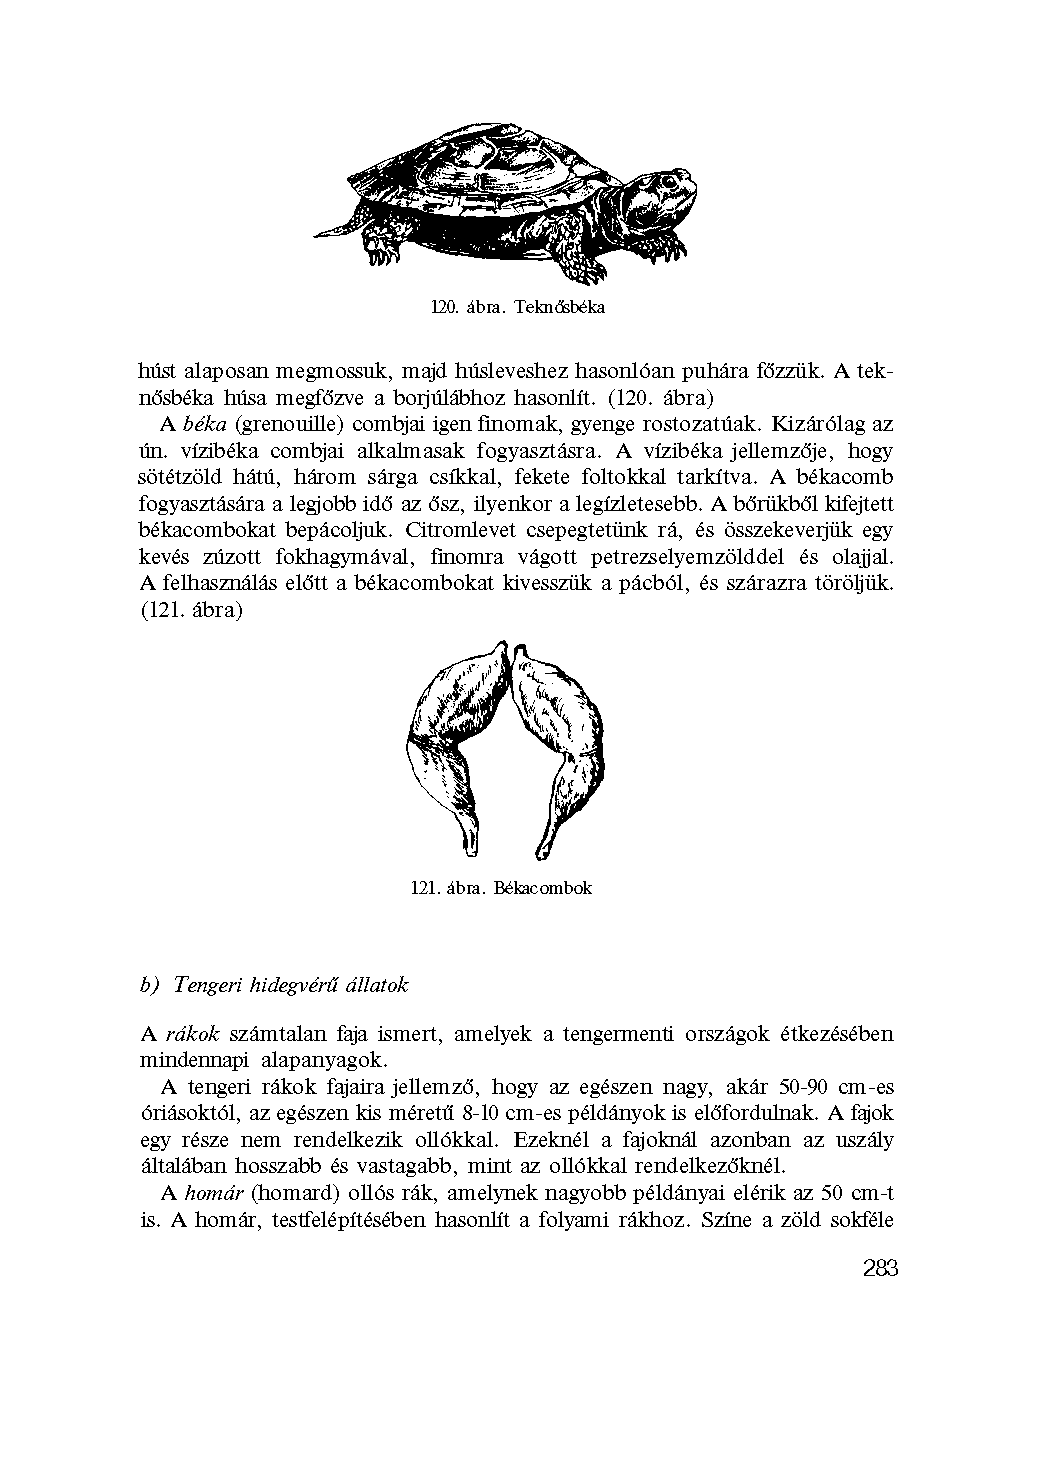 120. ábra. Teknősbéka
húst alaposan megmossuk, majd húsleveshez hasonlóan puhára főzzük. A tek-
nősbéka húsa megfőzve a borjúlábhoz hasonlít. (120. ábra)
A béka (grenouille) combjai igen finomak, gyenge rostozatúak. Kizárólag az
ún. vízibéka combjai alkalmasak fogyasztásra. A vízibéka jellemzője, hogy
sötétzöld hátú, három sárga csíkkal, fekete foltokkal tarkítva. A békacomb
fogyasztására a legjobb idő az ősz, ilyenkor a legízletesebb. A bőrükből kifejtett
békacombokat bepácoljuk. Citromlevet csepegtetünk rá, és összekeverjük egy
kevés zúzott fokhagymával, finomra vágott petrezselyemzölddel és olajjal.
A felhasználás előtt a békacombokat kivesszük a pácból, és szárazra töröljük.
(121. ábra)
121. ábra. Békacombok
b) Tengeri hidegvérű állatok
A rákok számtalan faja ismert, amelyek a tengermenti országok étkezésében
mindennapi alapanyagok.
A tengeri rákok fajaira jellemző, hogy az egészen nagy, akár 50-90 cm-es
óriásoktól, az egészen kis méretű 8-10 cm-es példányok is előfordulnak. A fajok
egy része nem rendelkezik ollókkal. Ezeknél a fajoknál azonban az uszály
általában hosszabb és vastagabb, mint az ollókkal rendelkezőknél.
A homár (homard) ollós rák, amelynek nagyobb példányai elérik az 50 cm-t
is. A homár, testfelépítésében hasonlít a folyami rákhoz. Színe a zöld sokféle
283